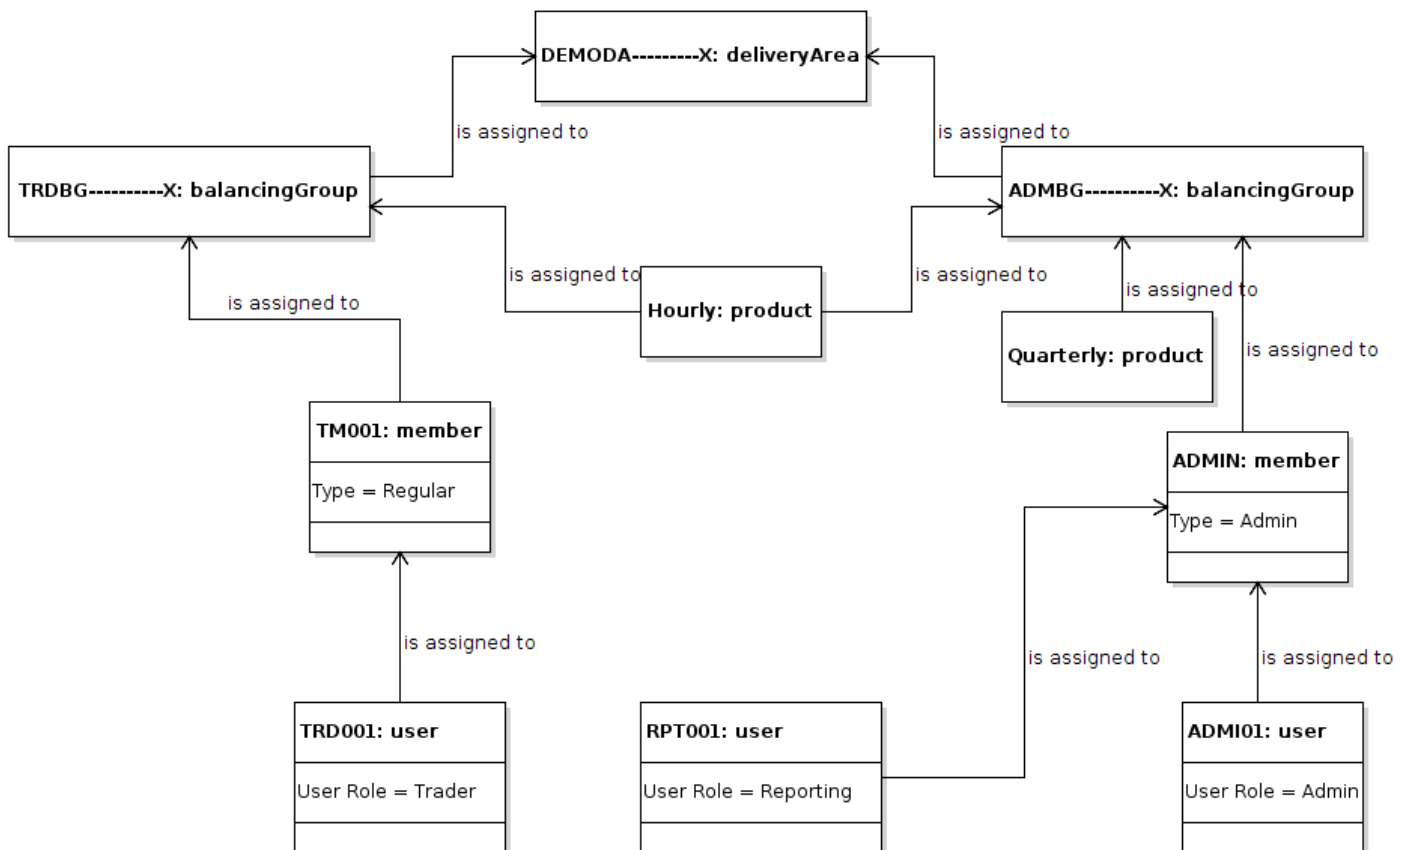 DEMODA---------X: deliveryArea
is assigned to
is assigned to
TRDBG----------X: balancingGroup
ADMBG----------X: balancingGroup
is assigned to
is assigned to
is assigned to
is assigned to
Hourly: product
Quarterly: product
is assigned to
TM001: member
Type = Regular
ADMIN: member
Type = Admin
is assigned to
is assigned to
is assigned to
TRD001: user
User Role = Trader
RPT001: user
User Role = Reporting
ADMI01: user
User Role = Admin